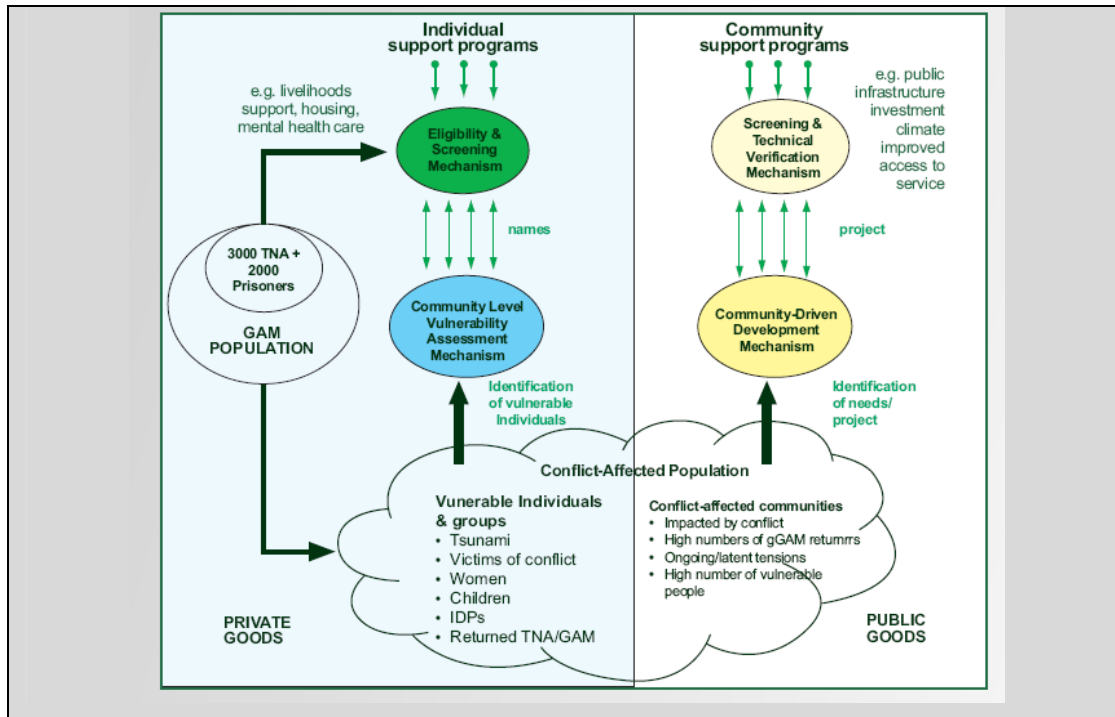 Individual
support programs
Community
support programs
e.g. livelihoods
support, housing,
mental health care
Eligibility &
Screening
Mechanism
Screening &
Technical
Verification
Mechanism
e.g. public
infrastructure
investment
climate
improved
access to
service
names
project
3000 TNA +
2000
Prisoners
GAM
POPULATION
Community Level
Vulnerability
Assessment
Mechanism
Community-Driven
Development
Mechanism
Identification
of vulnerable
Individuals
Identification
of needs/
project
Conflict-Affected Population
Vunerable Individuals
& groups
• Tsunami
• Victims of conflict
• Women
• Children
• IDPs
• Returned TNA/GAM
Conflict-affected communities
• Impacted by conflict
• High numbers of gGAM returnrrs
• Ongoing/latent tensions
• High number of vulnerable
people
PRIVATE
GOODS
PUBLIC
GOODS